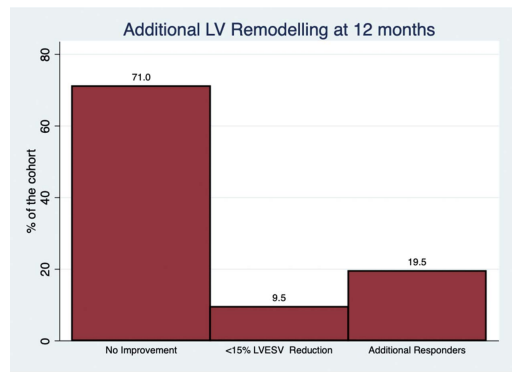 Additional LV Remodelling at 12 months
% of the cohort
80
60
40
20
0
71.0
9.5
19.5
No Improvement
<15% LVESV Reduction
Additional Responders